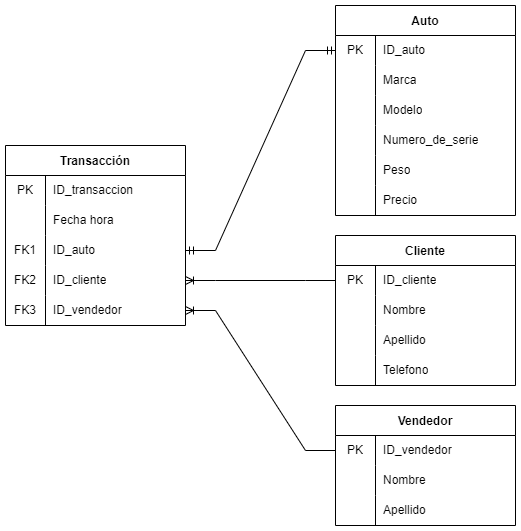 Auto
PK ID_auto
Marca
Modelo
Numero_de_serie
Peso
Precio
Transacción
PK ID_transaccion
Fecha hora
FK1 ID_auto
FK2 ID_cliente
FK3 ID_vendedor
Cliente
PK ID_cliente
Nombre
Apellido
Telefono
Vendedor
PK ID_vendedor
Nombre
Apellido